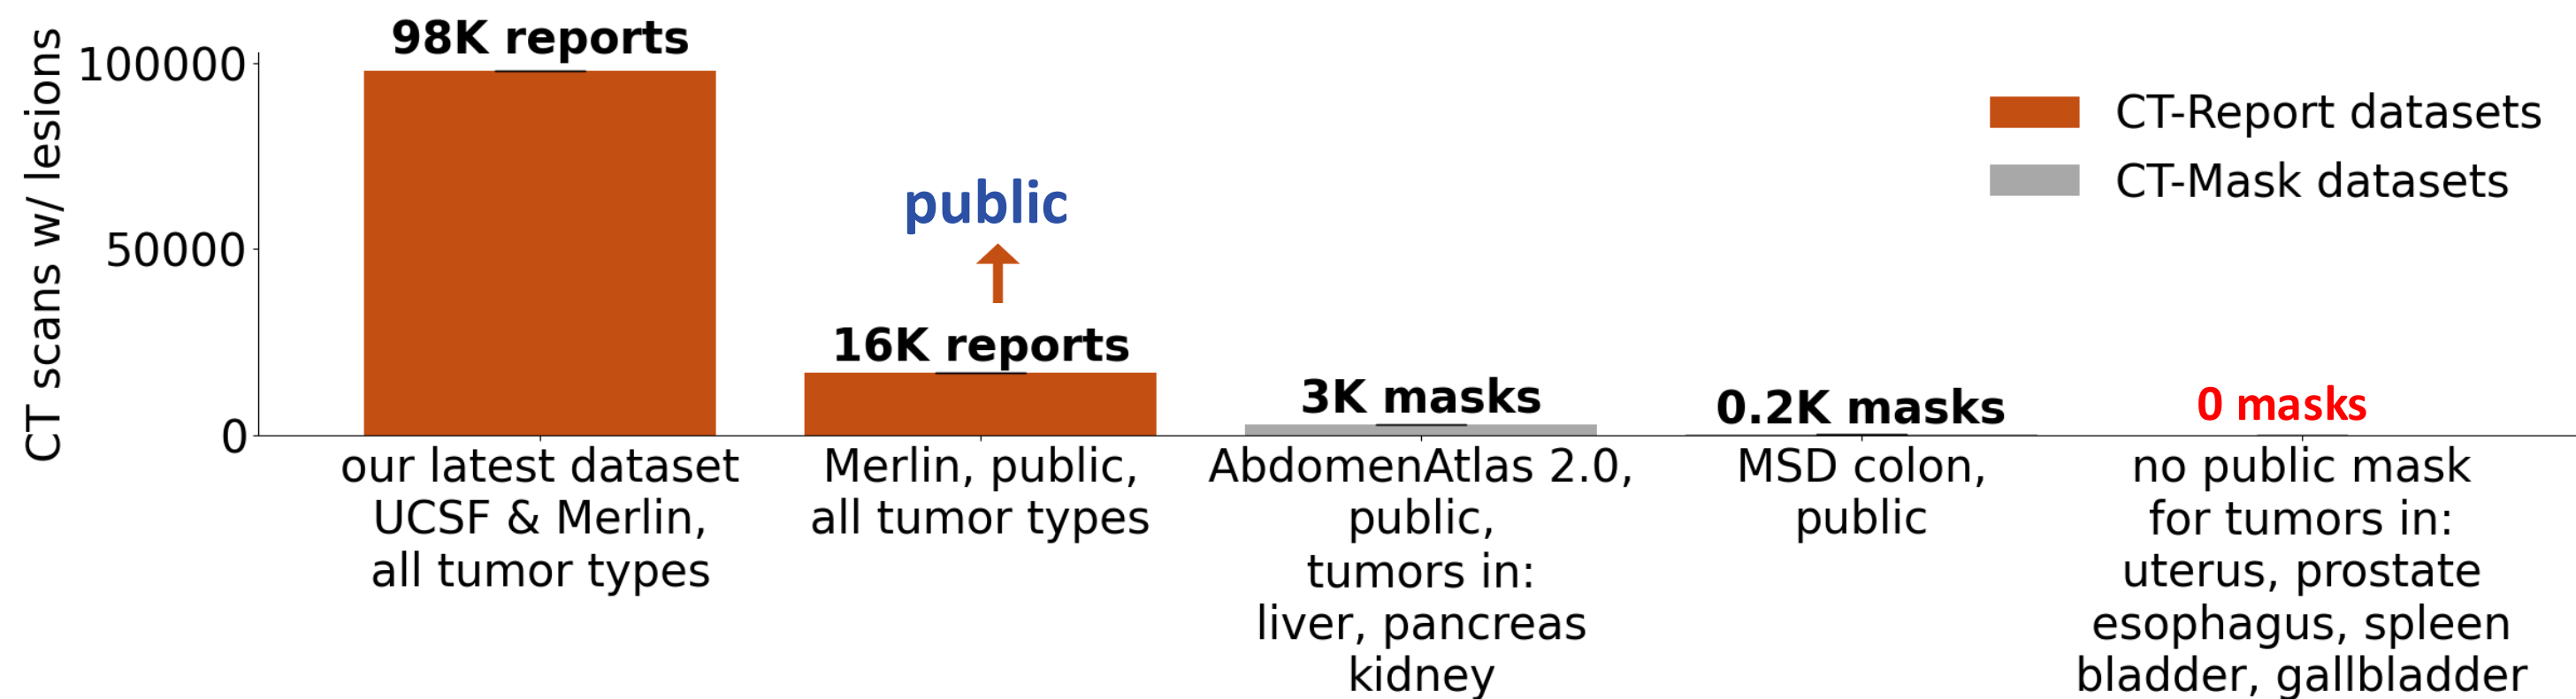 CT scans w/ lesions
100000
50000
0
98K reports
public
16K reports
3K masks
0.2K masks
0 masks
CT-Report datasets
CT-Mask datasets
our latest dataset
UCSF & Merlin,
all tumor types
Merlin, public,
all tumor types
AbdomenAtlas 2.0,
public,
tumors in:
liver, pancreas
kidney
MSD colon,
public
no public mask
for tumors in:
uterus, prostate
esophagus, spleen
bladder, gallbladder